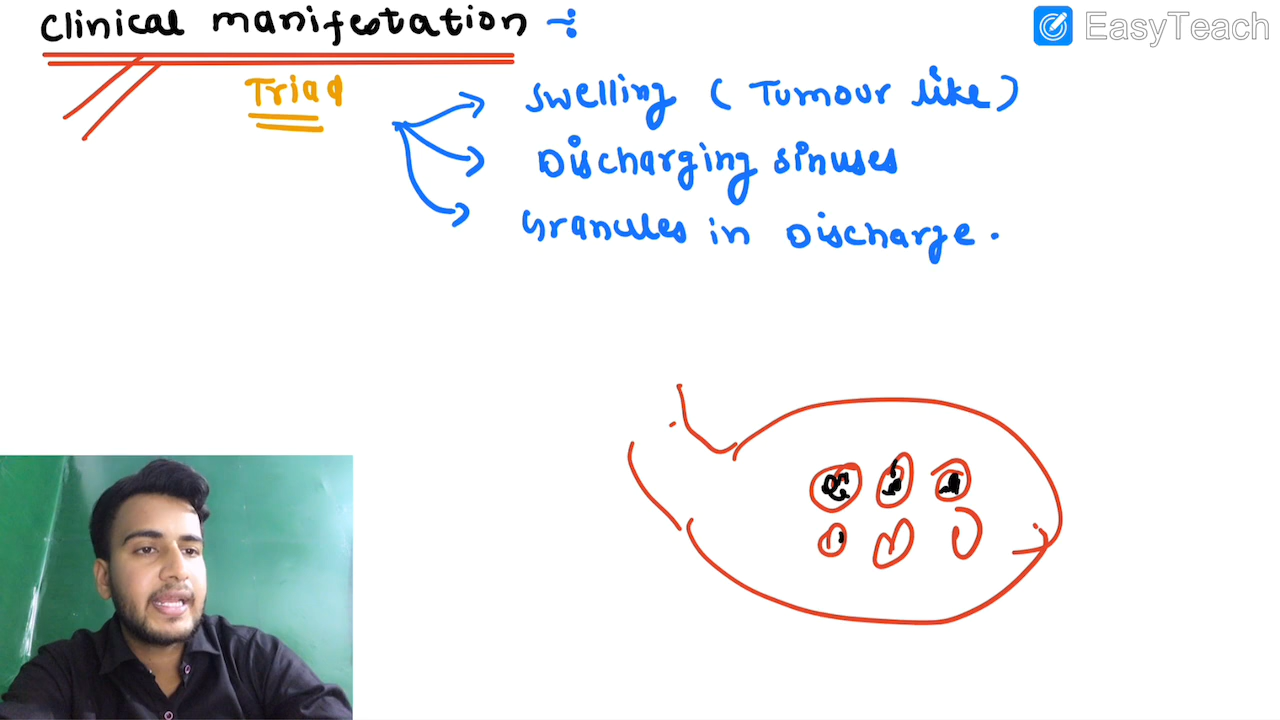 Clinical manifestation :-
EasyTeach
Triad
Swelling (Tumour like)
Discharging sinuses
Granules in Discharge.